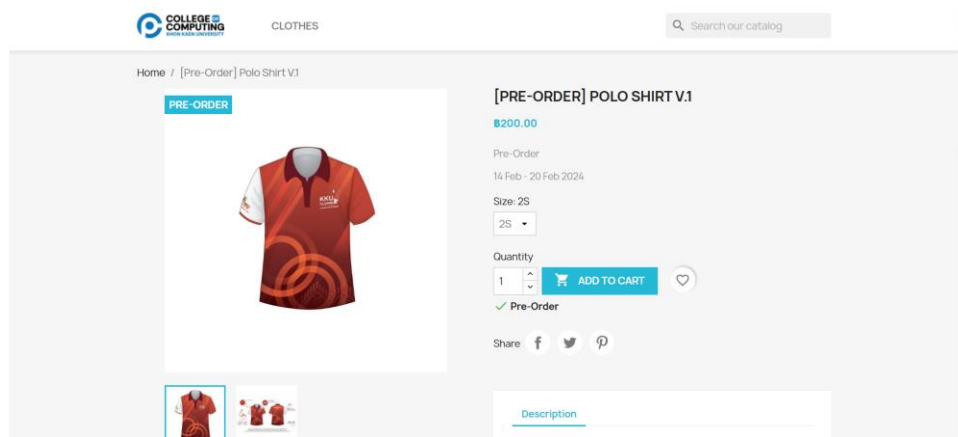 COLLEGE OF
COMPUTING
KHON KAEN UNIVERSITY
CLOTHES
Search our catalog
Home / [Pre-Order] Polo Shirt V.1
PRE-ORDER
KKU
[PRE-ORDER] POLO SHIRT V.1
฿200.00
Pre-Order
14 Feb - 20 Feb 2024
Size: 2S
2S
Quantity
1
ADD TO CART
Pre-Order
Share
Description